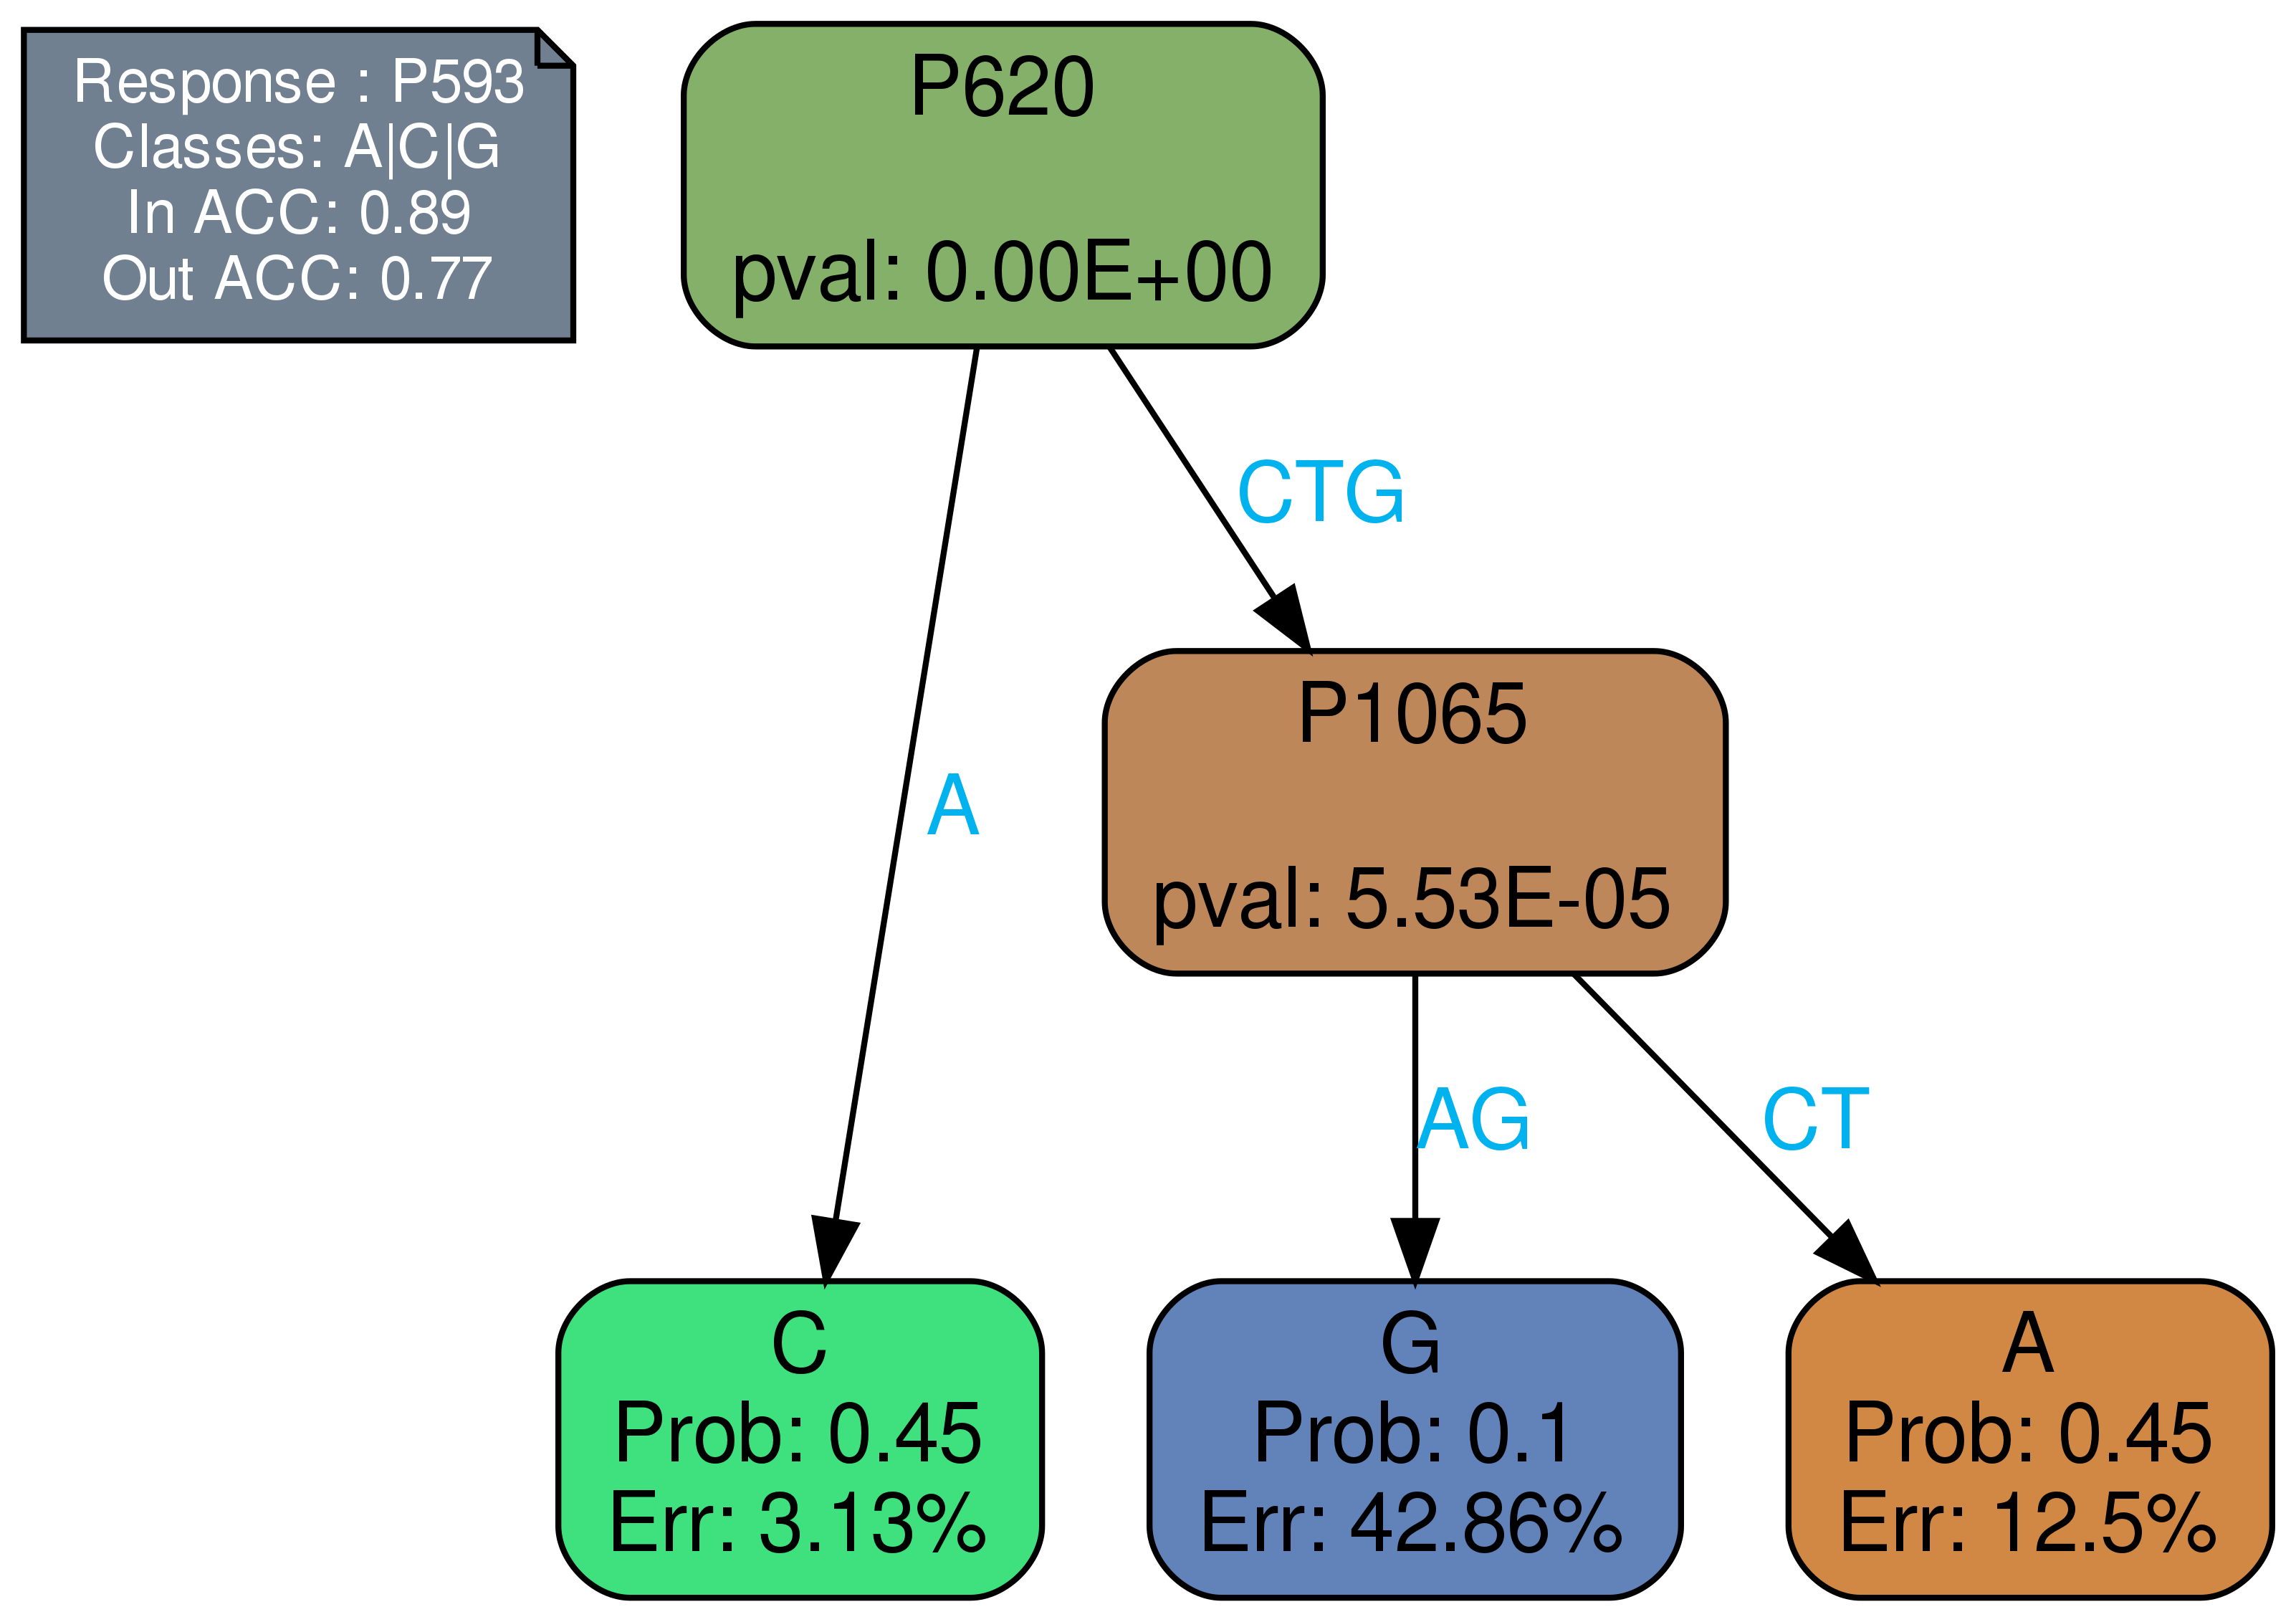 Response : P593
Classes: A|C|G
In ACC: 0.89
Out ACC: 0.77
P620
pval: 0.00E+00
CTG
A
P1065
pval: 5.53E-05
AG
CT
C
Prob: 0.45
Err: 3.13%
G
Prob: 0.1
Err: 42.86%
A
Prob: 0.45
Err: 12.5%